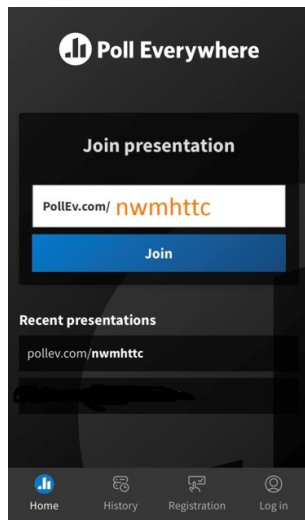 Poll Everywhere
Join presentation
PollEv.com/ nwmhttc
Join
Recent presentations
pollev.com/nwmhttc
Home History Registration Log in